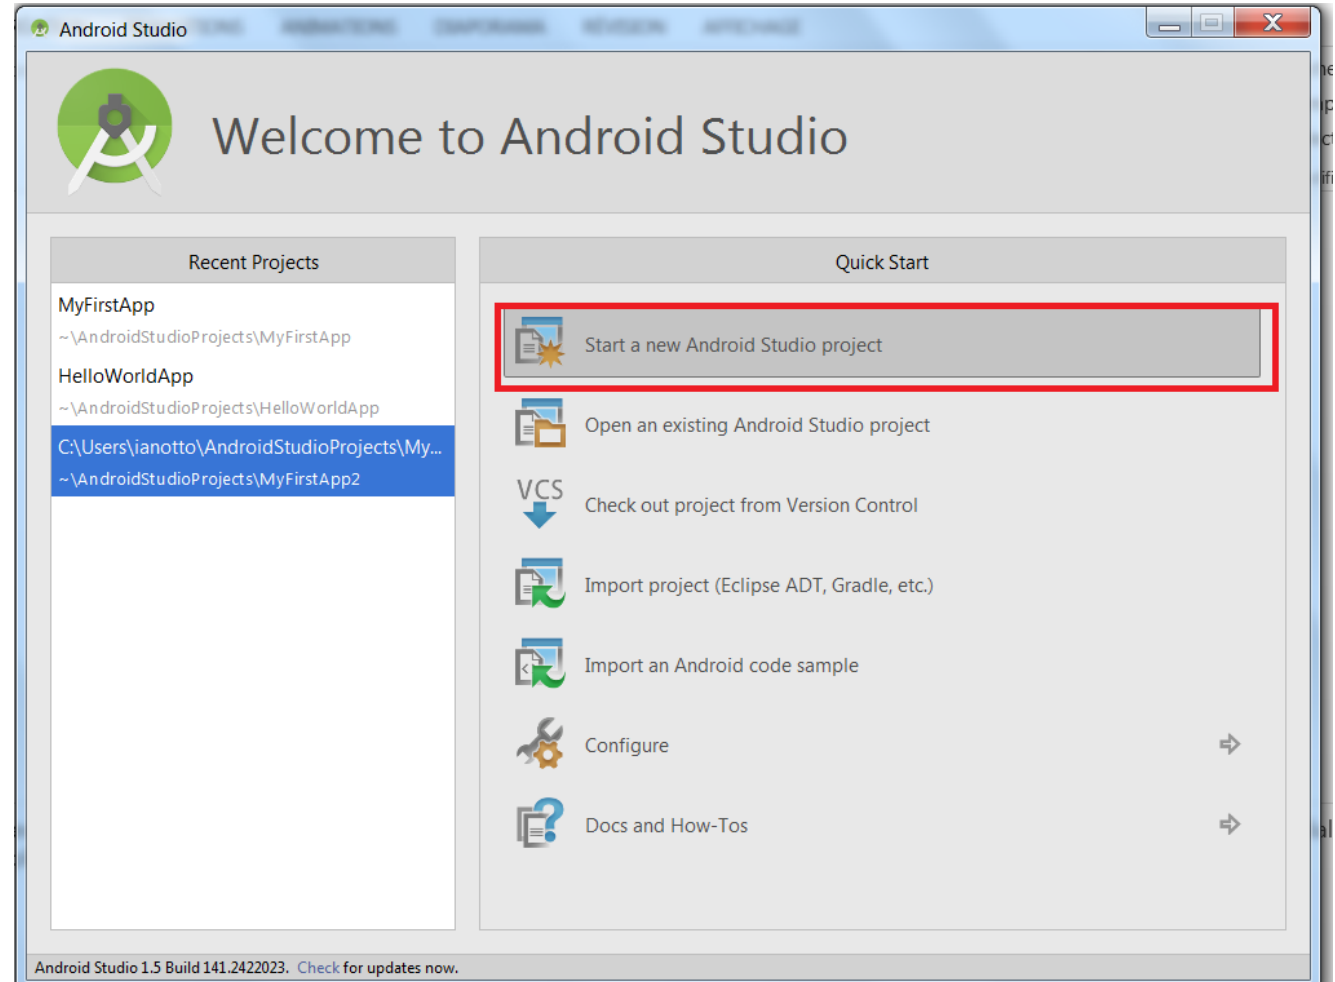 Android Studio
Welcome to Android Studio
Recent Projects
MyFirstApp
~\AndroidStudioProjects\MyFirstApp
HelloWorldApp
~\AndroidStudioProjects\HelloWorldApp
C:\Users\ianotto\AndroidStudioProjects\My...
~\AndroidStudioProjects\MyFirstApp2
Quick Start
Start a new Android Studio project
Open an existing Android Studio project
VCS
Check out project from Version Control
Import project (Eclipse ADT, Gradle, etc.)
Import an Android code sample
Configure
Docs and How-Tos
Android Studio 1.5 Build 141.2422023. Check for updates now.